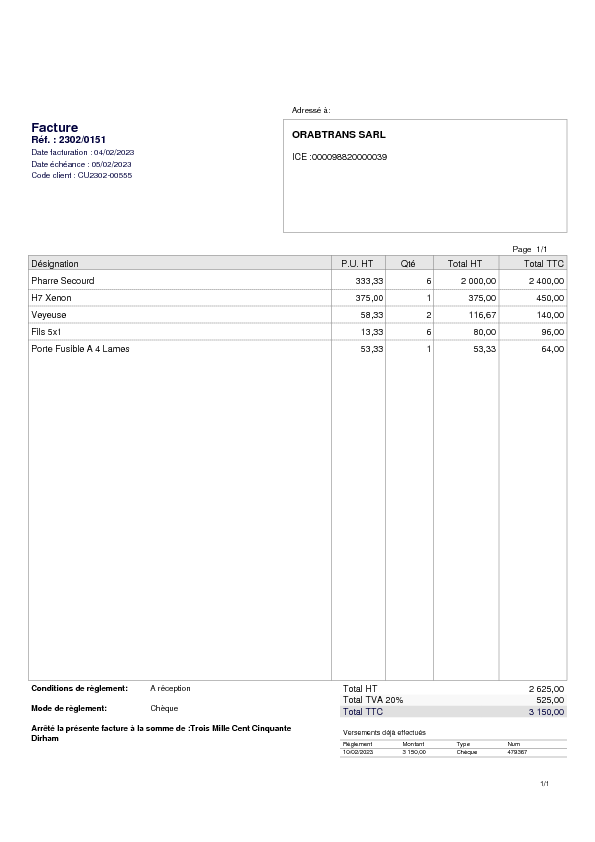 Adressé à:
Facture
Réf. : 2302/0151
Date facturation : 04/02/2023
Date échéance : 05/02/2023
Code client : CU2302-00555
ORABTRANS SARL
ICE :000098820000039
Page 1/1
Désignation P.U. HT Qté Total HT Total TTC
Pharre Secourd 333,33 6 2 000,00 2 400,00
H7 Xenon 375,00 1 375,00 450,00
Veyeuse 58,33 2 116,67 140,00
Fils 5x1 13,33 6 80,00 96,00
Porte Fusible A 4 Lames 53,33 1 53,33 64,00
Conditions de règlement: A réception
Mode de règlement: Chèque
Arrêté la présente facture à la somme de :Trois Mille Cent Cinquante
Dirham
Total HT 2 625,00
Total TVA 20% 525,00
Total TTC 3 150,00
Versements déjà effectués
Règlement Montant Type Num
10/02/2023 3 150,00 Chèque 479367
1/1